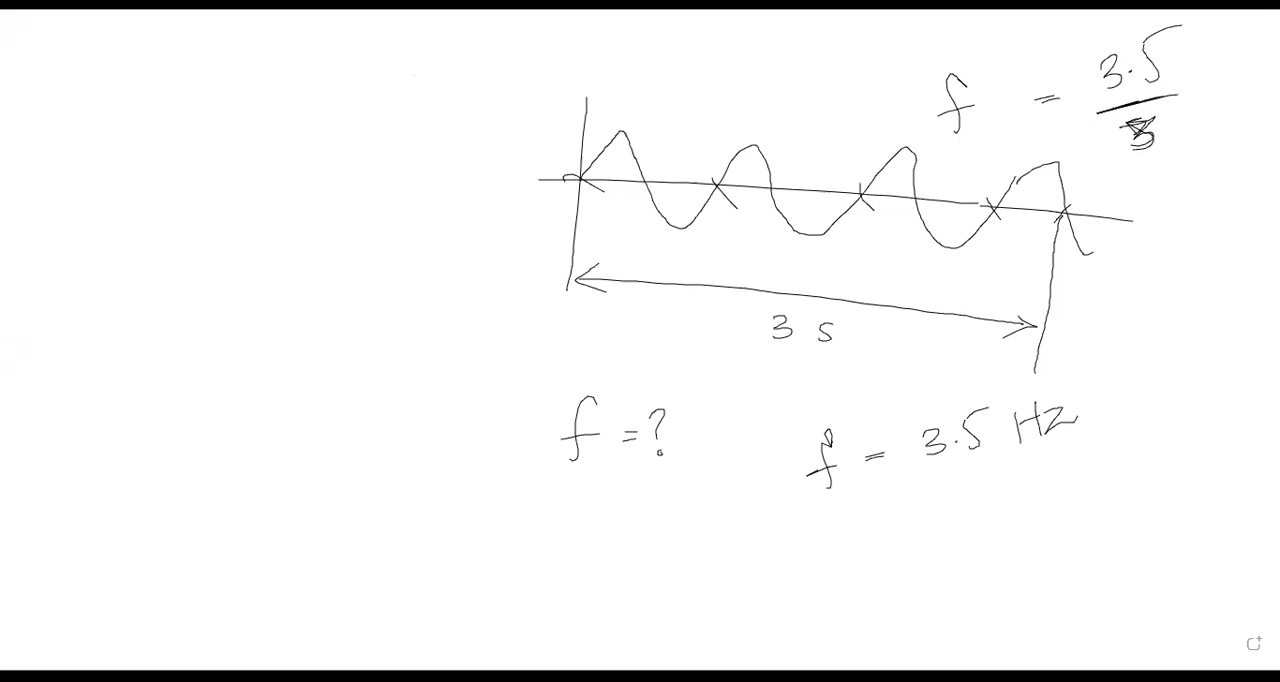 f = 3.5/3
3 s
f = ?
f = 3.5 Hz